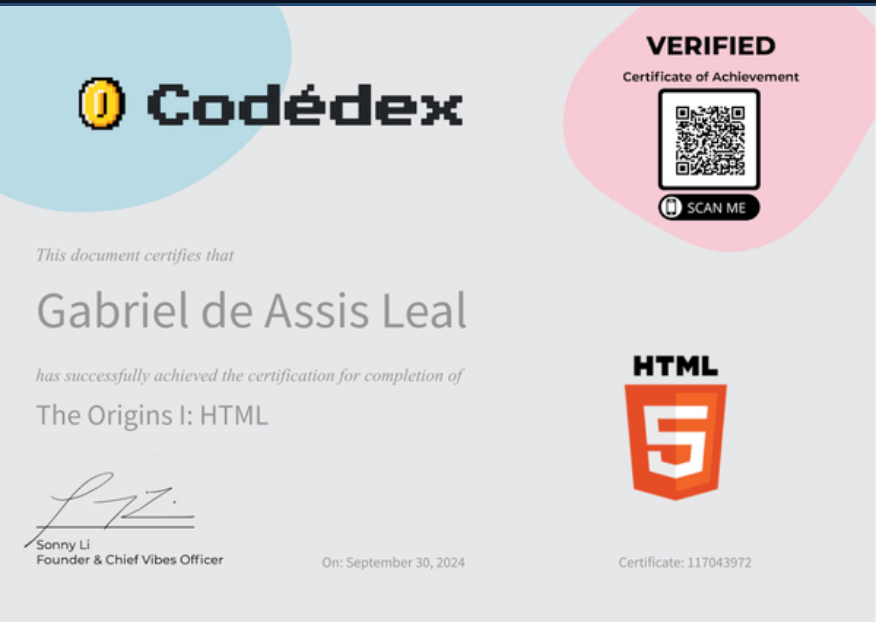 Codédex
VERIFIED
Certificate of Achievement
SCAN ME
This document certifies that
Gabriel de Assis Leal
has successfully achieved the certification for completion of
The Origins I: HTML
HTML
5
Sonny Li
Founder & Chief Vibes Officer
On: September 30, 2024
Certificate: 117043972